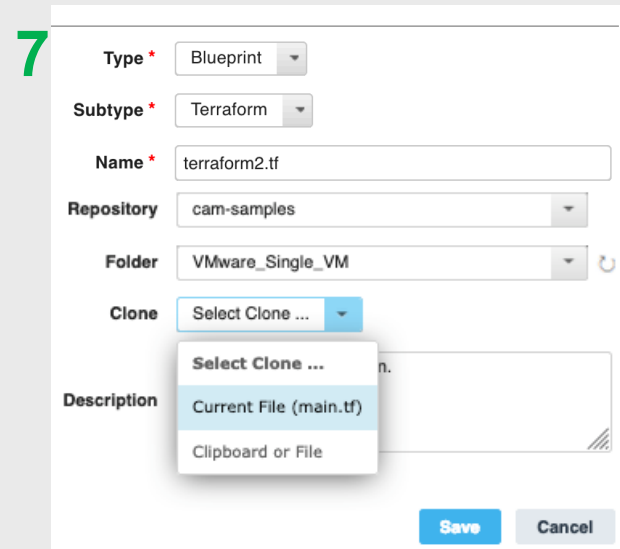 7
Type * Blueprint
Subtype * Terraform
Name * terraform2.tf
Repository cam-samples
Folder VMware_Single_VM
Clone Select Clone ...
Select Clone ...
n.
Description
Current File (main.tf)
Clipboard or File
Save Cancel